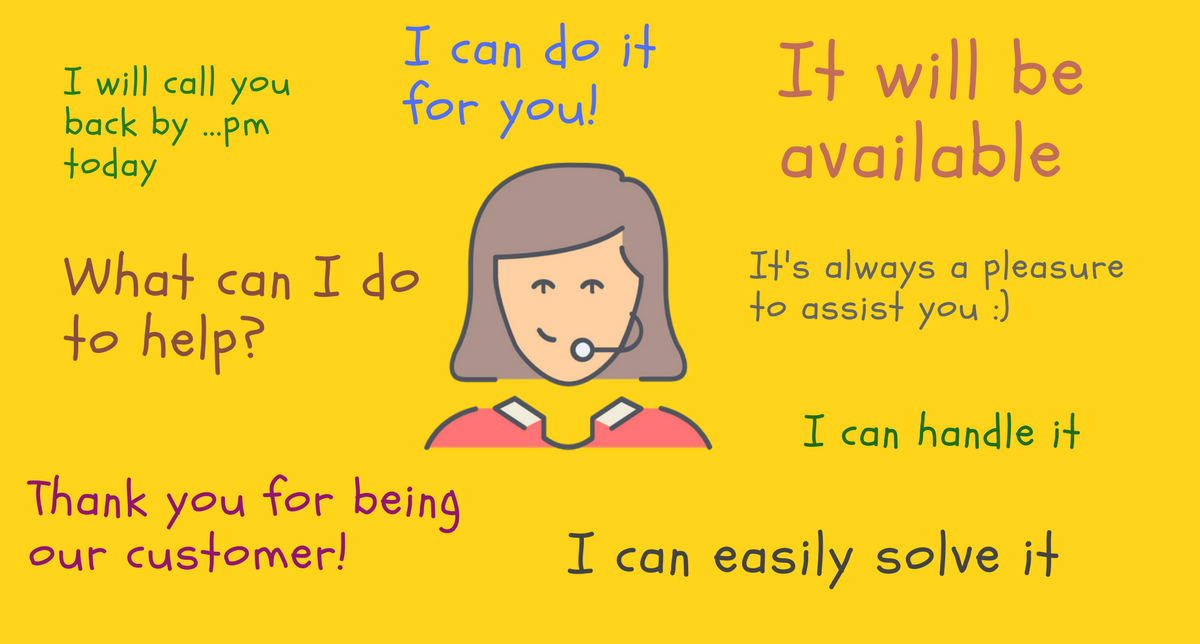 I will call you
back by ...pm
today
I can do it
for you!
It will be
available
What can I do
to help?
It's always a pleasure
to assist you :)
I can handle it
Thank you for being
our customer!
I can easily solve it